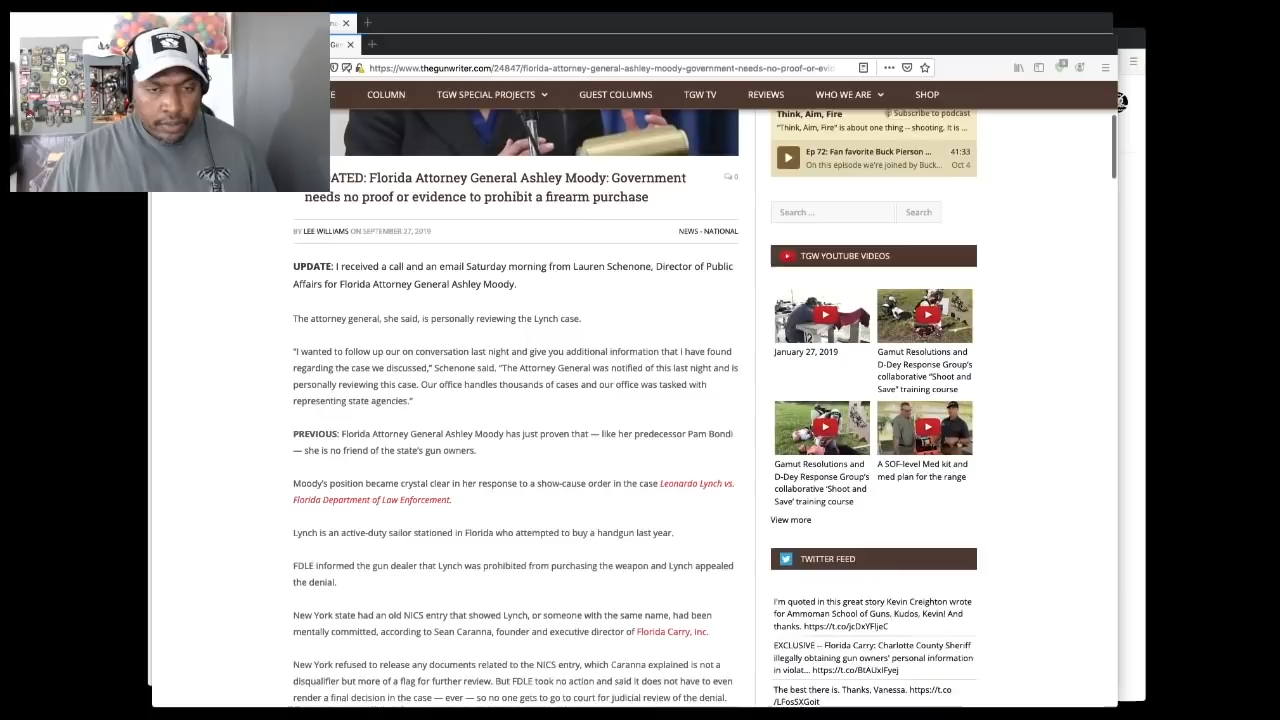 https://www.thegunwriter.com/24847/florida-attorney-general-ashley-moody-government-needs-no-proof-or-evid
COLUMN
TGW SPECIAL PROJECTS
GUEST COLUMNS
TGW TV
REVIEWS
WHO WE ARE
SHOP
ATED: Florida Attorney General Ashley Moody: Government
needs no proof or evidence to prohibit a firearm purchase
0
BY LEE WILLIAMS ON SEPTEMBER 27, 2019
NEWS - NATIONAL
UPDATE: I received a call and an email Saturday morning from Lauren Schenone, Director of Public
Affairs for Florida Attorney General Ashley Moody.
The attorney general, she said, is personally reviewing the Lynch case.
"I wanted to follow up our on conversation last night and give you additional information that i have found
regarding the case we discussed," Schenone said. "The Attorney General was notified of this last night and is
personally reviewing this case. Our office handles thousands of cases and our office was tasked with
representing state agencies."
PREVIOUS: Florida Attorney General Ashley Moody has just proven that — like her predecessor Pam Bondi
— she is no friend of the state's gun owners.
Moody's position became crystal clear in her response to a show-cause order in the case Leonardo Lynch vs.
Florida Department of Law Enforcement.
Lynch is an active-duty sailor stationed in Florida who attempted to buy a handgun last year.
FDLE informed the gun dealer that Lynch was prohibited from purchasing the weapon and Lynch appealed
the denial.
New York state had an old NICS entry that showed Lynch, or someone with the same name, had been
mentally committed, according to Sean Caranna, founder and executive director of Florida Carry, Inc.
New York refused to release any documents related to the NICS entry, which Caranna explained is not a
disqualifier but more of a flag for further review. But FDLE took no action and said it does not have to even
render a final decision in the case — ever — so no one gets to go to court for judicial review of the denial.
Think, Aim, Fire
Subscribe to podcast
"Think, Aim, Fire" is about one thing -- shooting. It is ...
Ep 72: Fan favorite Buck Pierson ...
41:33
On this episode we're joined by Buck...
Oct 4
Search ...
Search
TGW YOUTUBE VIDEOS
January 27, 2019
Gamut Resolutions and
D-Dey Response Group's
collaborative "Shoot and
Save" training course
Gamut Resolutions and
D-Dey Response Group's
collaborative 'Shoot and
Save' training course
A SOF-level Med kit and
med plan for the range
View more
TWITTER FEED
I'm quoted in this great story Kevin Creighton wrote
for Ammoman School of Guns. Kudos, Kevin! And
thanks. https://t.co/jcDxYFIjeC
EXCLUSIVE -- Florida Carry: Charlotte County Sheriff
illegally obtaining gun owners' personal information
in violat... https://t.co/BtAUxIFyej
The best there is. Thanks, Vanessa. https://t.co
/LFosSXGoit